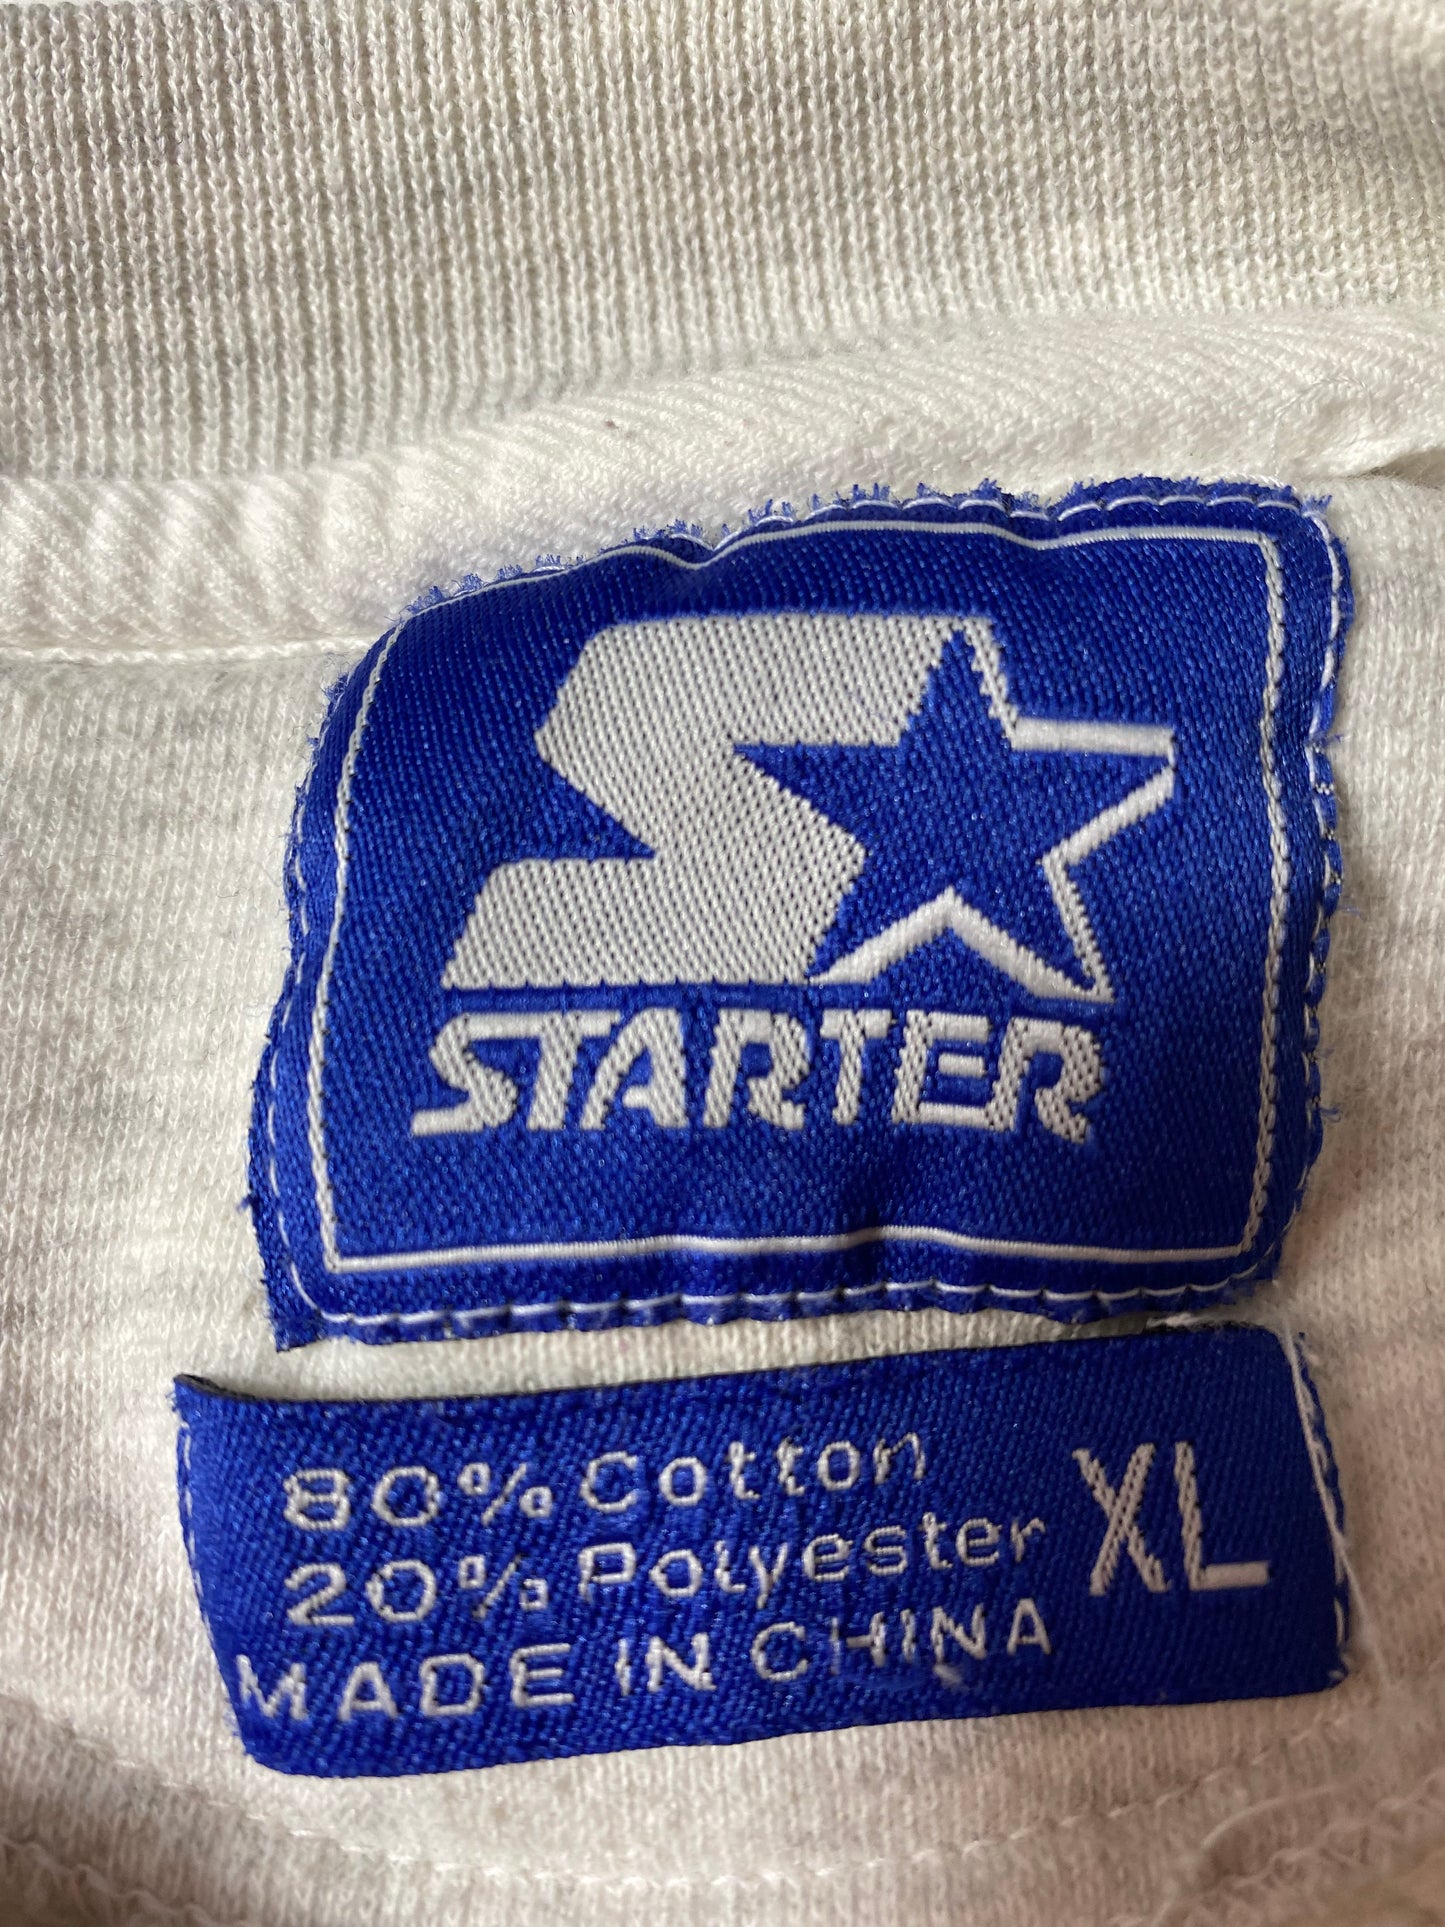 STARTER
80% Cotton
20% Polyester
XL
MADE IN CHINA